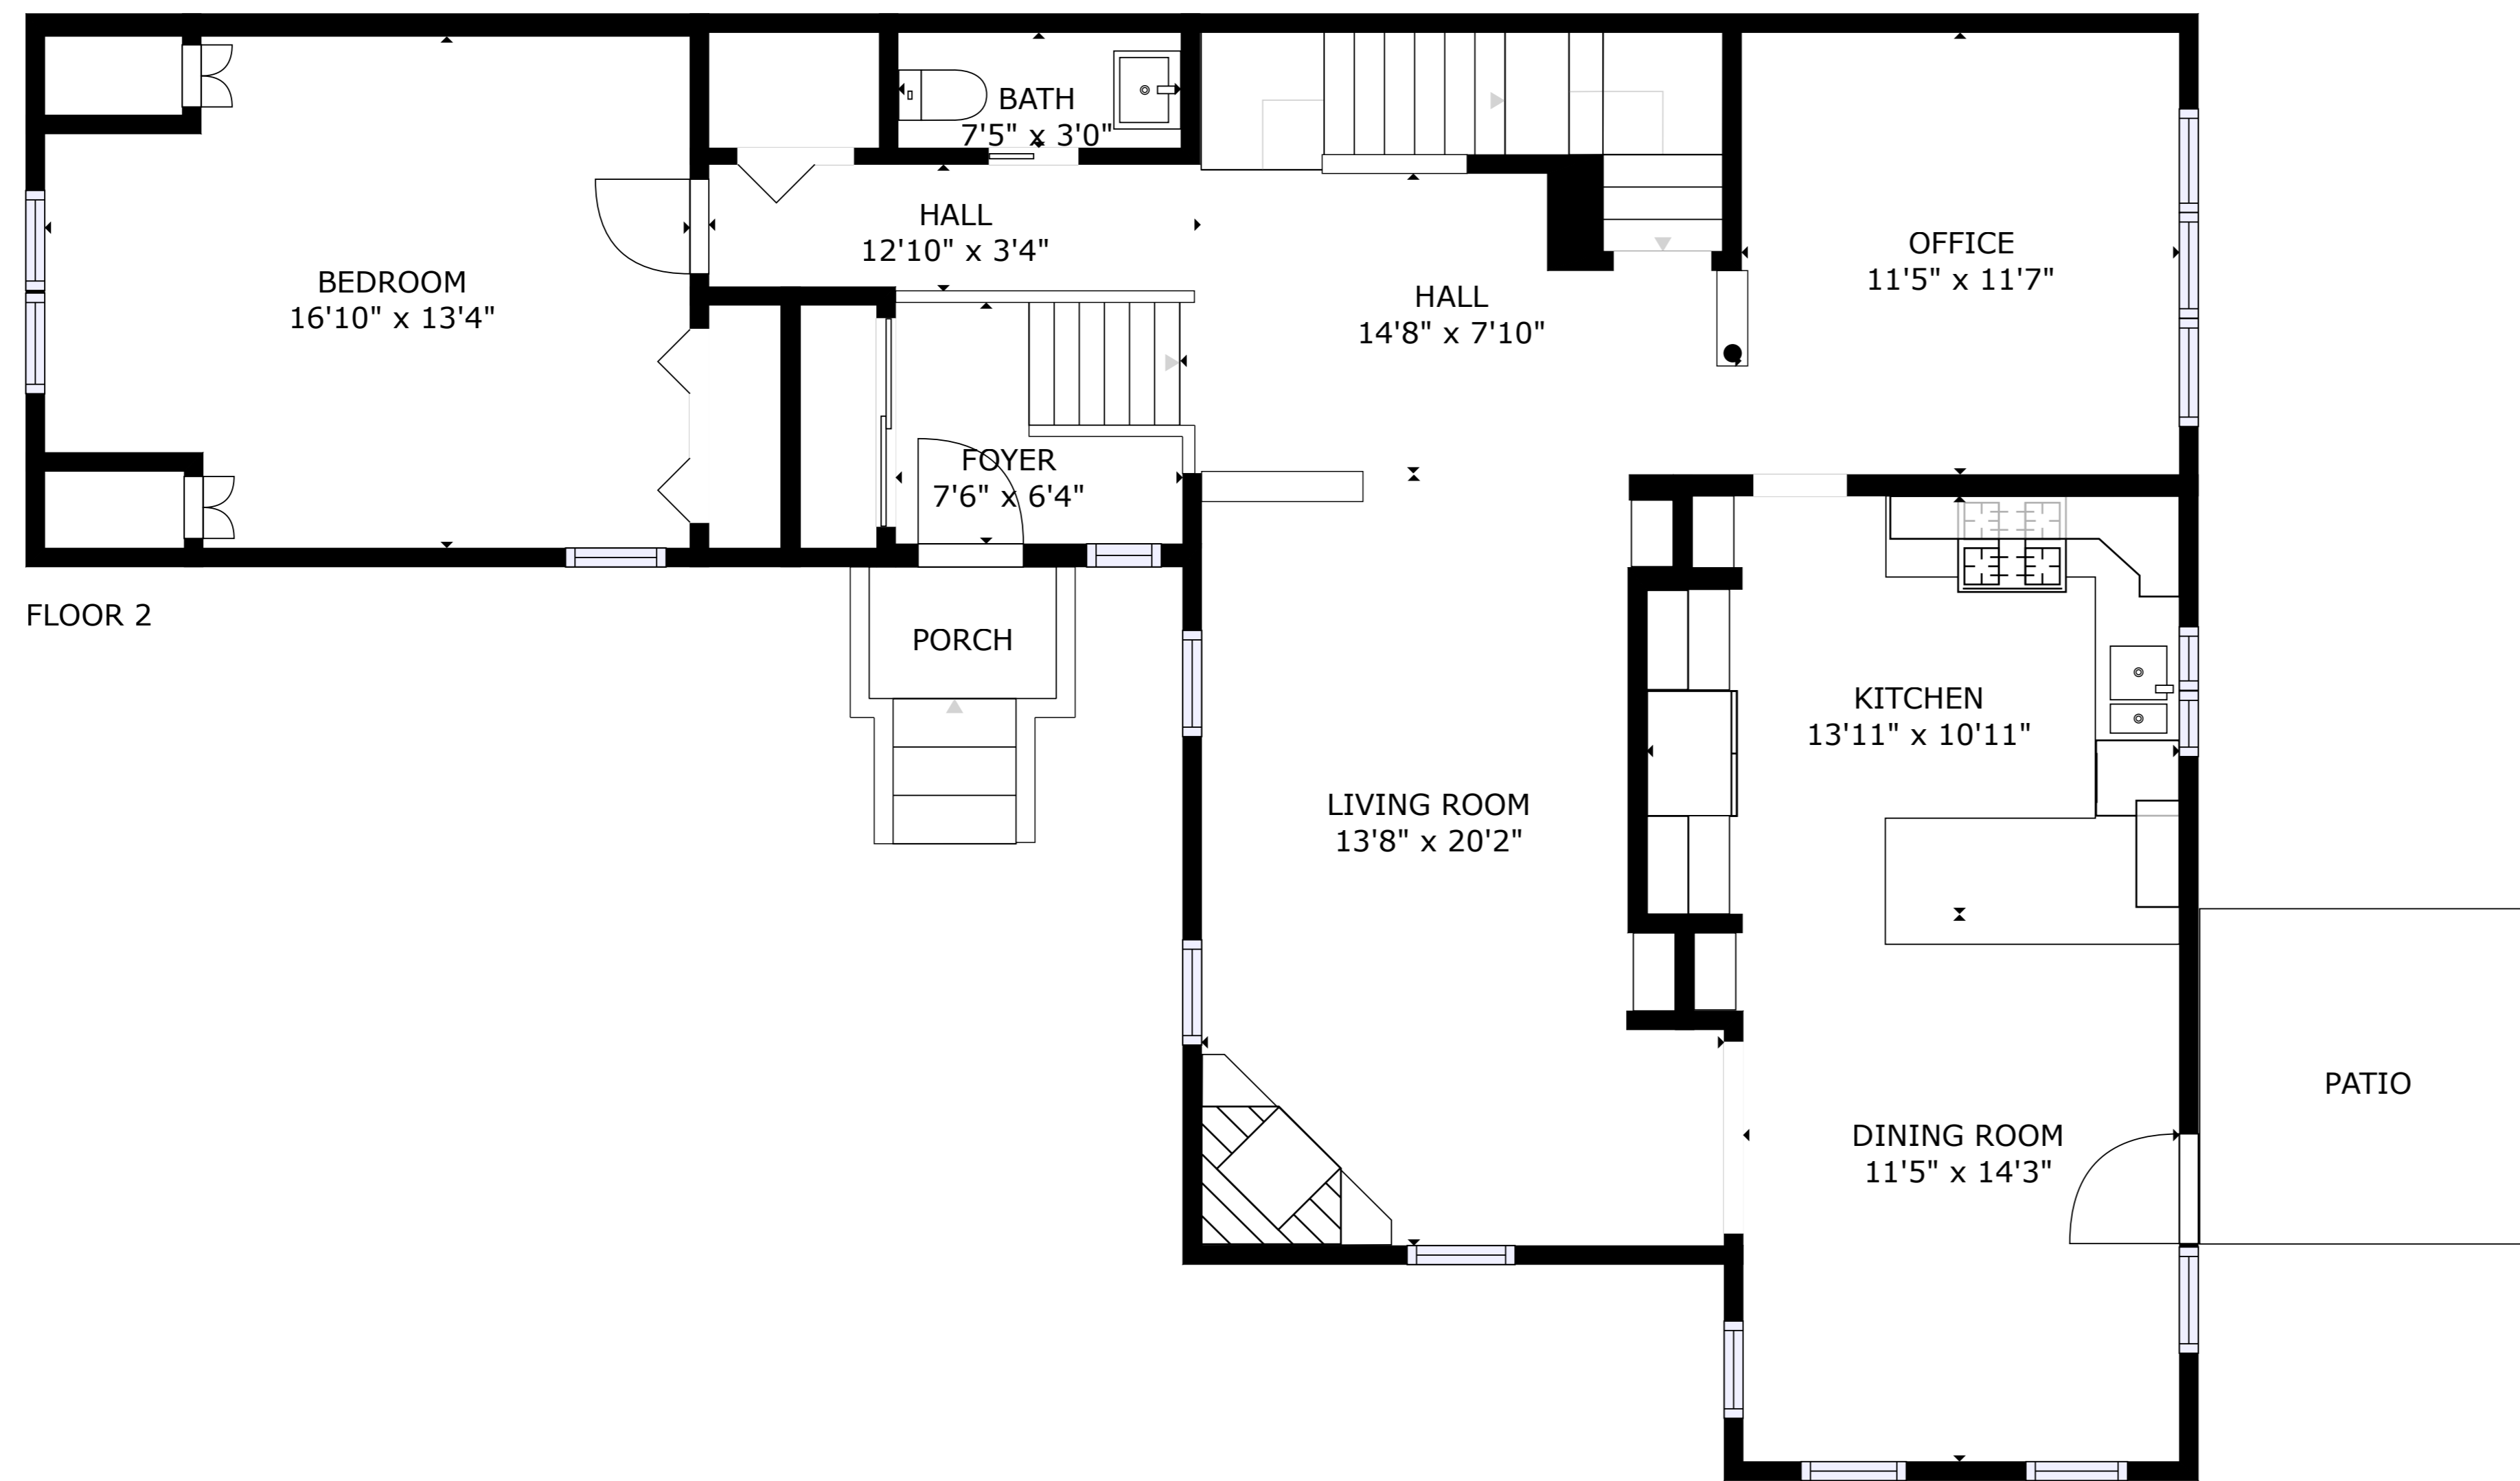 BATH
7'5" x 3'0"
HALL
12'10" x 3'4"
OFFICE
11'5" x 11'7"
BEDROOM
16'10" x 13'4"
HALL
14'8" x 7'10"
FOYER
7'6" x 6'4"
FLOOR 2
PORCH
KITCHEN
13'11" x 10'11"
LIVING ROOM
13'8" x 20'2"
PATIO
DINING ROOM
11'5" x 14'3"